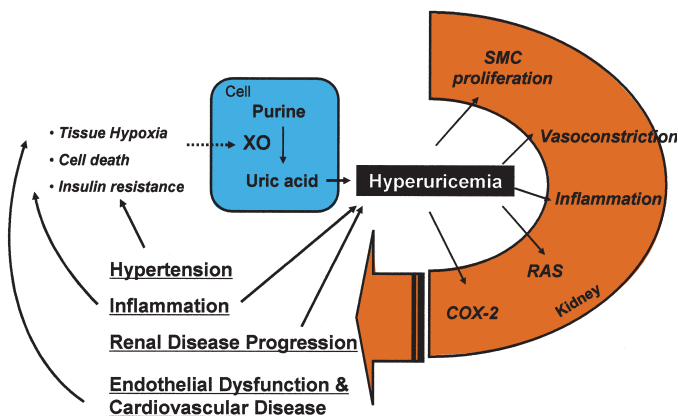 SMC
proliferation
Cell
Purine
• Tissue Hypoxia
XO
Vasoconstriction
• Cell death
Uric acid
Hyperuricemia
• Insulin resistance
Inflammation
Hypertension
RAS
Inflammation
COX-2
Kidney
Renal Disease Progression
Endothelial Dysfunction &
Cardiovascular Disease